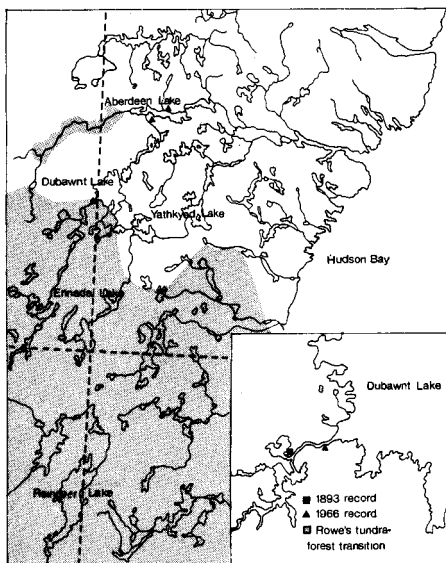 Aberdeen Lake
Dubawnt Lake
Yathkyed Lake
Hudson Bay
Ennadai Lake
Dubawnt Lake
Reindeer Lake
1893 record
1966 record
Rowe's tundra-
forest transition